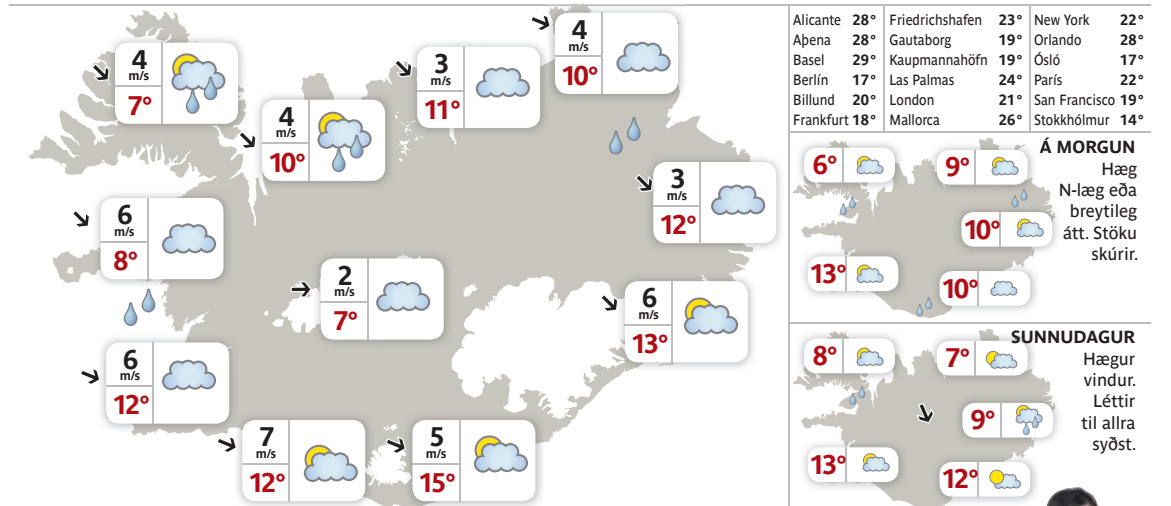 4
m/s
7°
4
m/s
10°
3
m/s
11°
4
m/s
10°
3
m/s
12°
6
m/s
8°
2
m/s
7°
6
m/s
13°
6
m/s
12°
7
m/s
12°
5
m/s
15°
Alicante 28°
Aþena 28°
Basel 29°
Berlín 17°
Billund 20°
Frankfurt 18°
Friedrichshafen 23°
Gautaborg 19°
Kaupmannahöfn 19°
Las Palmas 24°
London 21°
Mallorca 26°
New York 22°
Orlando 28°
Ósló 17°
París 22°
San Francisco 19°
Stokkhólmur 14°
Á MORGUN
Hæg
N-læg eða
breytileg
átt. Stöku
skúrir.
6°
9°
10°
13°
10°
SUNNUDAGUR
Hægur
vindur.
Léttir
til allra
syðst.
8°
7°
9°
13°
12°